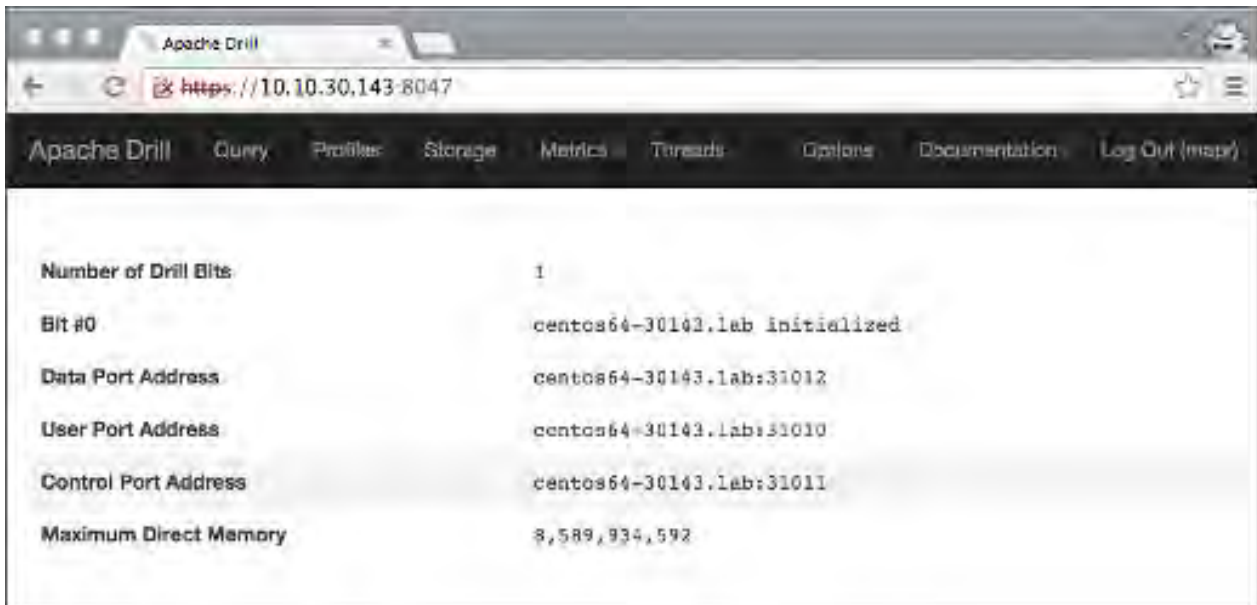 Apache Drill
https://10.10.30.143:8047
Apache Drill Query Profiles Storage Metrics Threads Options Documentation Log Out (mapr)
Number of Drill Bits 1
Bit #0 centos64-30143.lab initialized
Data Port Address centos64-30143.lab:31012
User Port Address centos64-30143.lab:31010
Control Port Address centos64-30143.lab:31011
Maximum Direct Memory 8,589,934,592